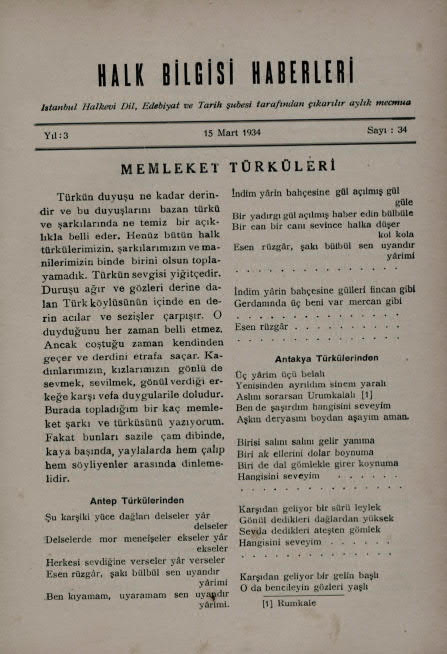 HALK BİLGİSİ HABERLERİ
Istanbul Halkevi Dil, Edebiyat ve Tarih şubesi tarafından çıkarılır aylık mecmua
Yıl:3
15 Mart 1934
Sayı : 34
MEMLEKET TÜRKÜLERİ
Türkün duyuşu ne kadar derin-
dir ve bu duyuşlarını bazan türkü
ve şarkılarında ne temiz bir açık-
lıkla belli eder. Henüz bütün halk
türkülerimizin, şarkılarımızın ve ma-
nilerimizin binde birini olsun topla-
yamadık. Türkün sevgisi yiğitçedir.
Duruşu ağır ve gözleri derine da-
lan Türk köylüsünün içinde en de-
rin acılar ve sezişler çarpışır. O
duyduğunu her zaman belli etmez.
Ancak coştuğu zaman kendinden
geçer ve derdini etrafa saçar. Ka-
dınlarımızın, kızlarımızın gönlü de
sevmek, sevilmek, gönül verdiği er-
keğe karşı vefa duygularile doludur.
Burada topladığım bir kaç memle-
ket şarkı ve türküsünü yazıyorum.
Fakat bunları sazile çam dibinde,
kaya başında, yaylalarda hem çalıp
hem söyliyenler arasında dinleme-
lidir.
Antep Türkülerinden
Şu karşıki yüce dağları delseler yâr
delseler
Delselerde mor menekşeler ekseler yâr
ekseler
Herkesi sevdiğine verseler yâr verseler
Esen rüzgâr, şakı bülbül sen uyandır
yârimi
Ben kıyamam, uyaramam sen uyandır
yârimi.
İndim yârin bahçesine gül açılmış gül
güle
Bir yadırgı gül açılmış haber edin bülbüle
Bir can bir canı sevince halka düşer
kol kola
Esen rüzgâr, şakı bülbül sen uyandır
yârimi
. . . . . . . . . . . . . . . .
İndim yârin bahçesine gülleri fincan gibi
Gerdanında üç beni var mercan gibi
. . . . . . . . . . . . . . . .
Esen rüzgâr . . . . . . . . . . .
. . . . . . . . . . . . . . . .
Antakya Türkülerinden
Üç yârim üçü belalı
Yenisinden ayrıldım sinem yaralı
Aslını sorarsan Urumkalalı [1]
Ben de şaşırdım hangisini seveyim
Aşkın deryasını boydan aşayım aman.
Birisi salını salını gelir yanıma
Biri ak ellerini dolar boynuma
Biri de dal gömlekle girer koynuma
Hangisini seveyim . . . . . .
. . . . . . . . . . . . . . . .
Karşıdan geliyor bir sürü leylek
Gönül dedikleri dağlardan yüksek
Sevda dedikleri ateşten gömlek
Hangisini seveyim . . . . . .
. . . . . . . . . . . . . . . .
Karşıdan geliyor bir gelin başlı
O da bencileyin gözleri yaşlı
[1] Rumkale